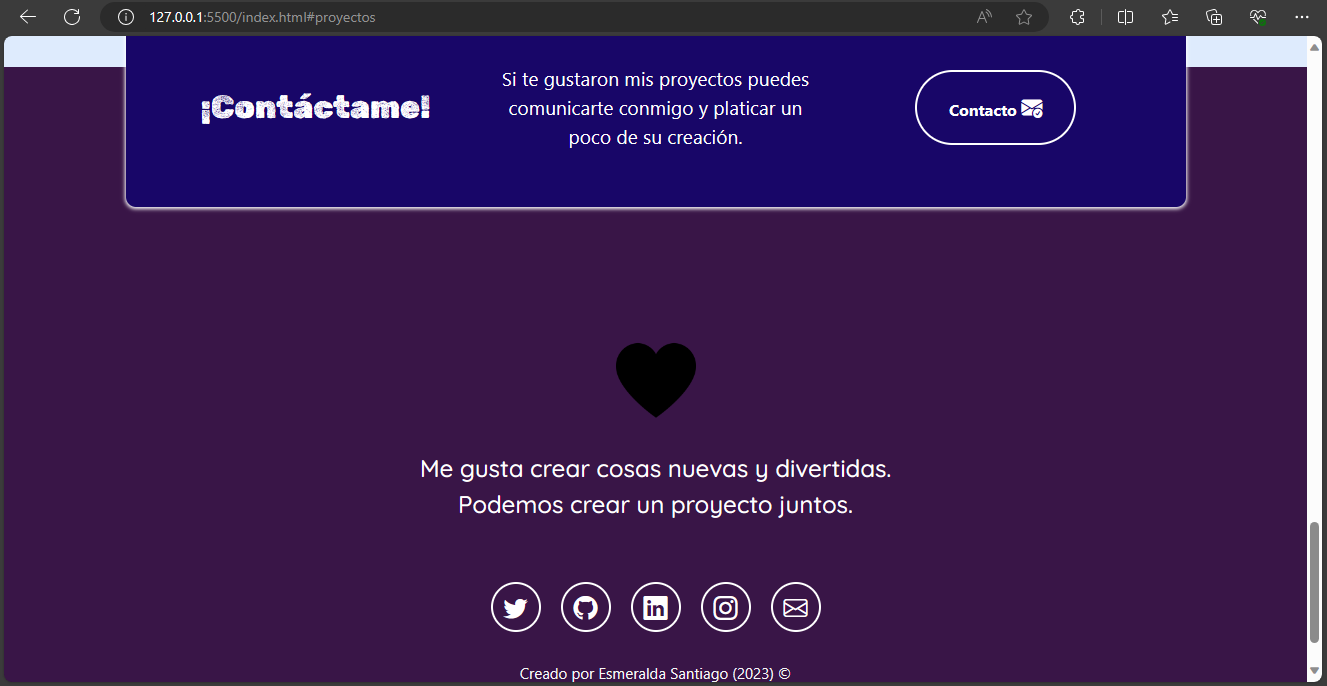 127.0.0.1:5500/index.html#proyectos
¡Contáctame!
Si te gustaron mis proyectos puedes
comunicarte conmigo y platicar un
poco de su creación.
Contacto
Me gusta crear cosas nuevas y divertidas.
Podemos crear un proyecto juntos.
Creado por Esmeralda Santiago (2023) ©